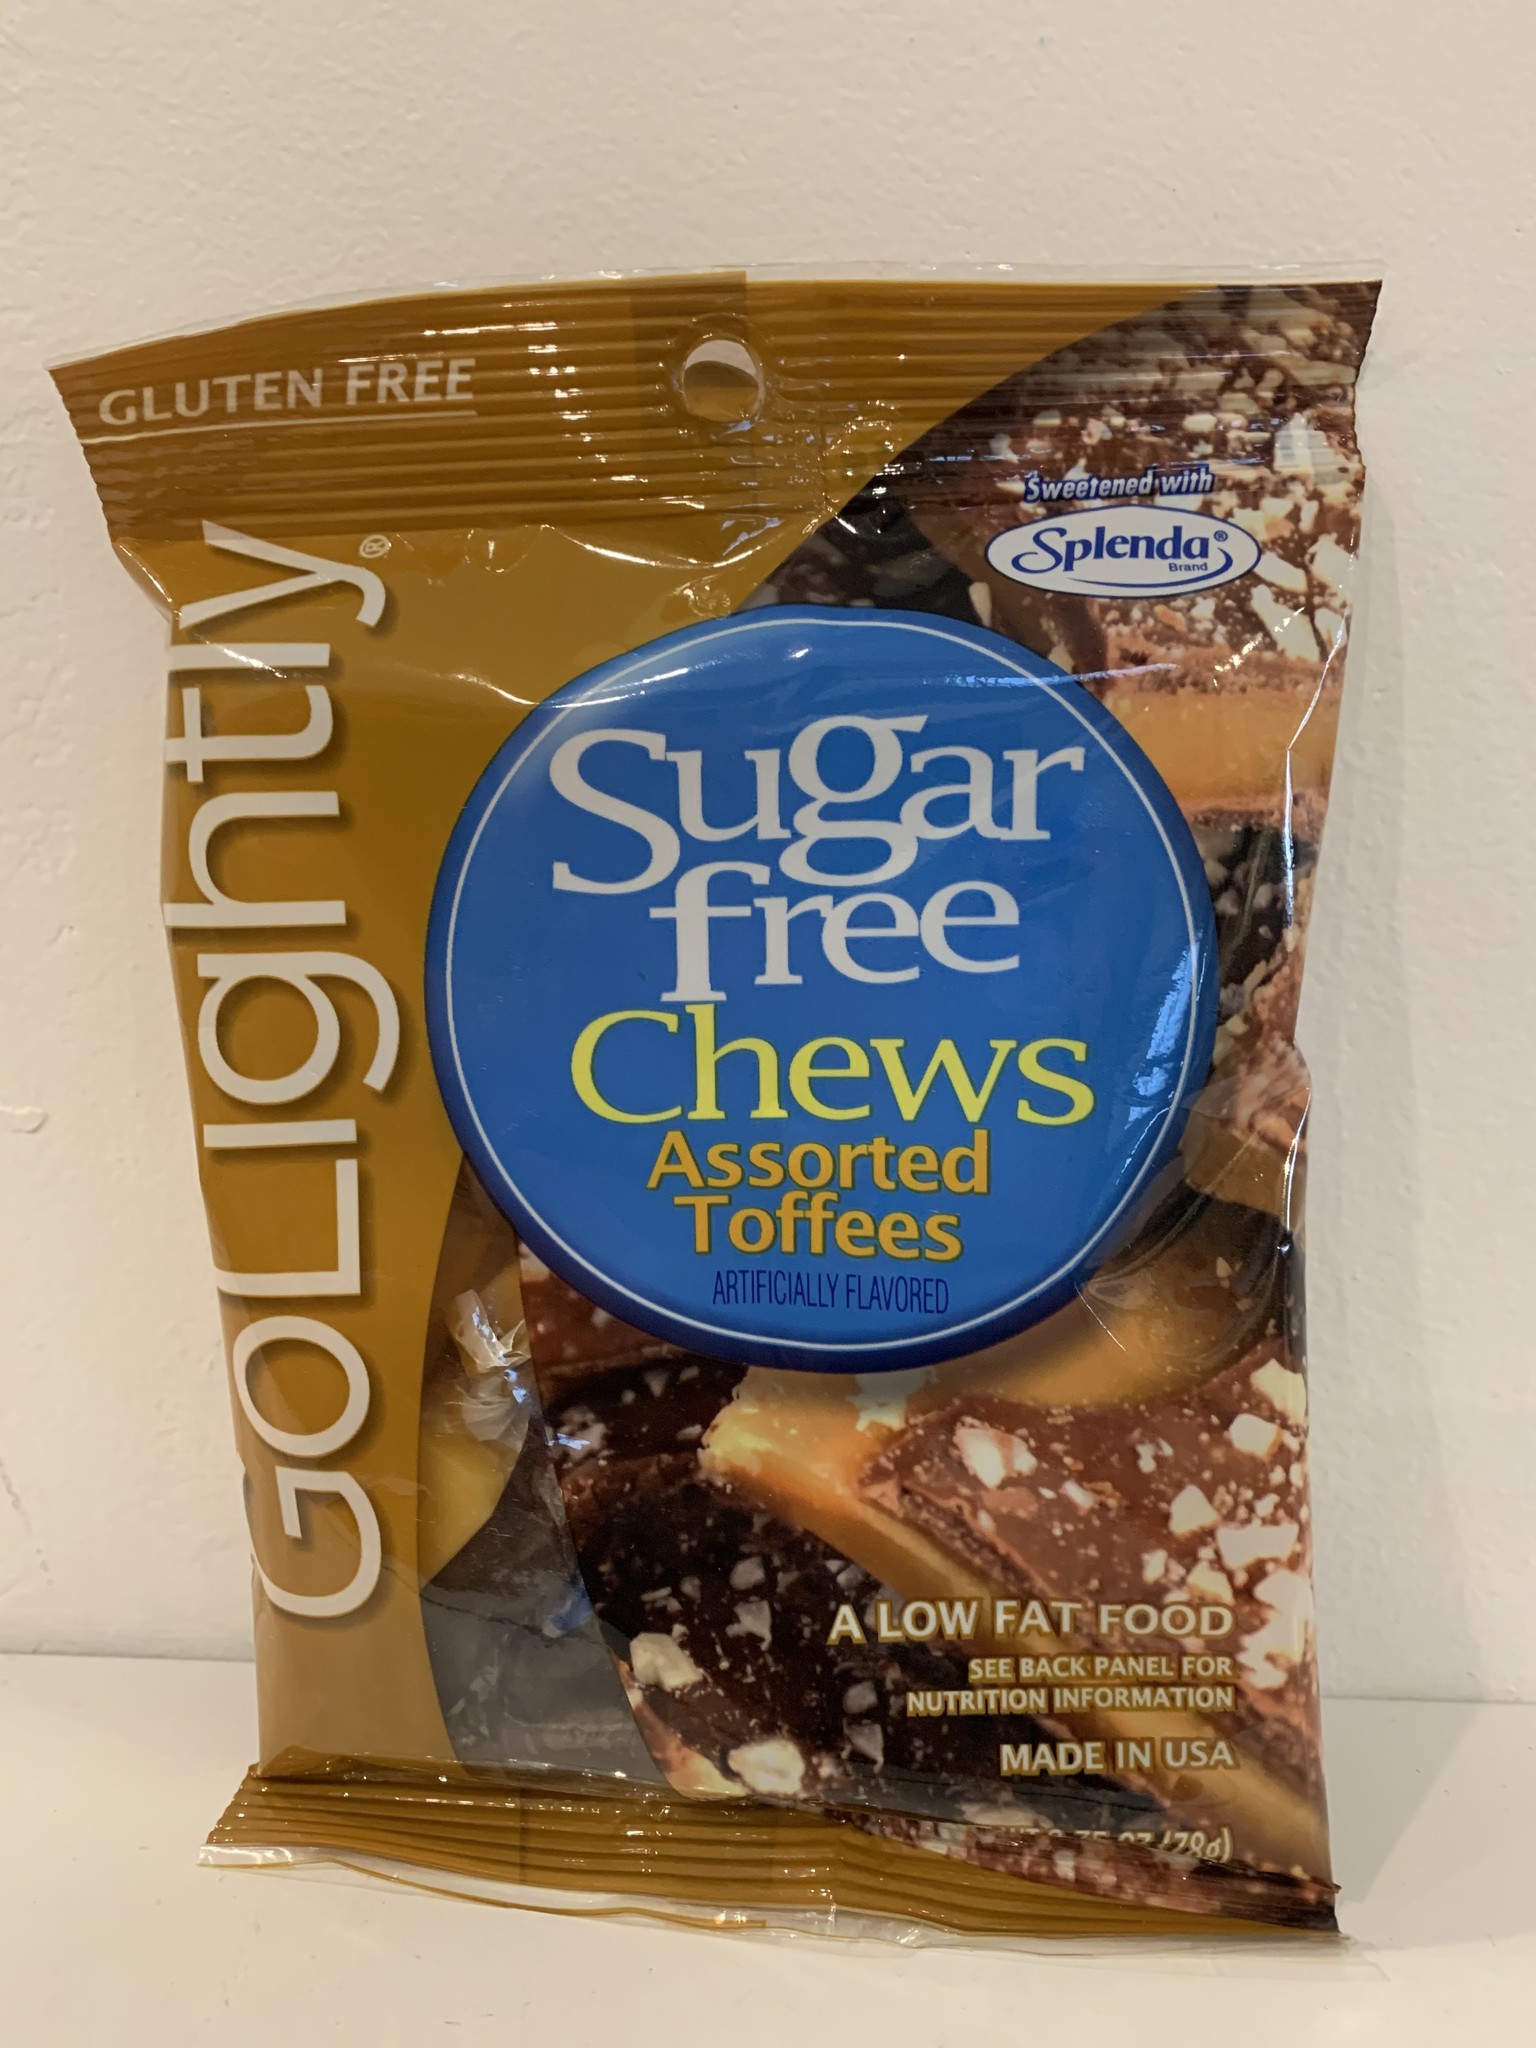 GLUTEN FREE
GoLightly®
Sweetened with
Splenda®
Brand
Sugar
free
Chews
Assorted
Toffees
ARTIFICIALLY FLAVORED
A LOW FAT FOOD
SEE BACK PANEL FOR
NUTRITION INFORMATION
MADE IN USA
(78g)